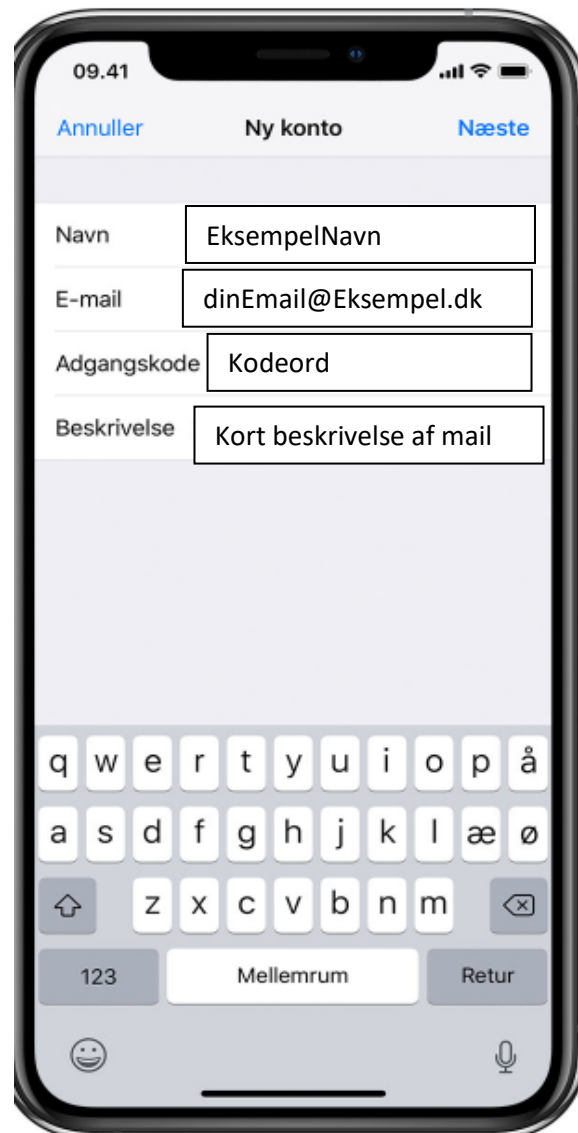 09.41
Annuller Ny konto Næste
Navn EksempelNavn
E-mail dinEmail@Eksempel.dk
Adgangskode Kodeord
Beskrivelse Kort beskrivelse af mail
q w e r t y u i o p å
a s d f g h j k l æ ø
z x c v b n m
123 Mellemrum Retur